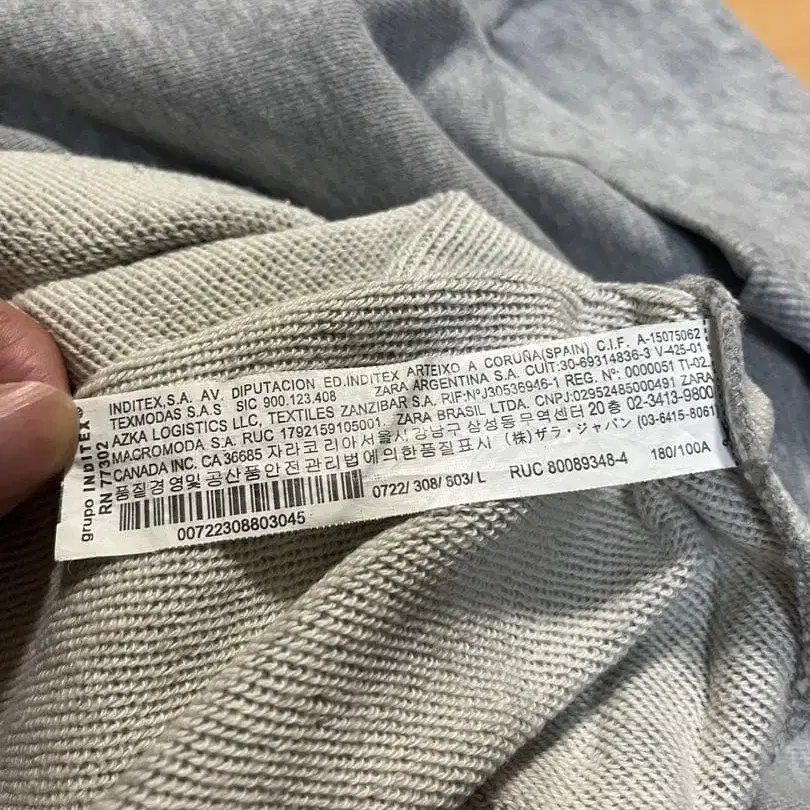 grupo INDITEX®
RN 77302
INDITEX,S.A. AV. DIPUTACION ED.INDITEX ARTEIXO A CORUÑA(SPAIN) C.I.F. A-15075062
TEXMODAS S.A.S SIC 900.123.408 ZARA ARGENTINA S.A. CUIT:30-69314836-3 V-425-01
AZKA LOGISTICS LLC, TEXTILES ZANZIBAR S.A. RIF:NºJ30536946-1 REG. Nº: 0000051 TI-02
MACROMODA S.A. RUC 1792159105001 ZARA BRASIL LTDA. CNPJ:02952485000491 ZARA
CANADA INC. CA 36685 자라코리아서울시 강남구 삼성동 무역센터 20층 02-3413-9800
품질경영및 공산품안전 관리법에의한품질표시 (株)ザラ・ジャパン (03-6415-8061
0722/ 308/ 503/ L RUC 80089348-4 180/100A
00722308803045